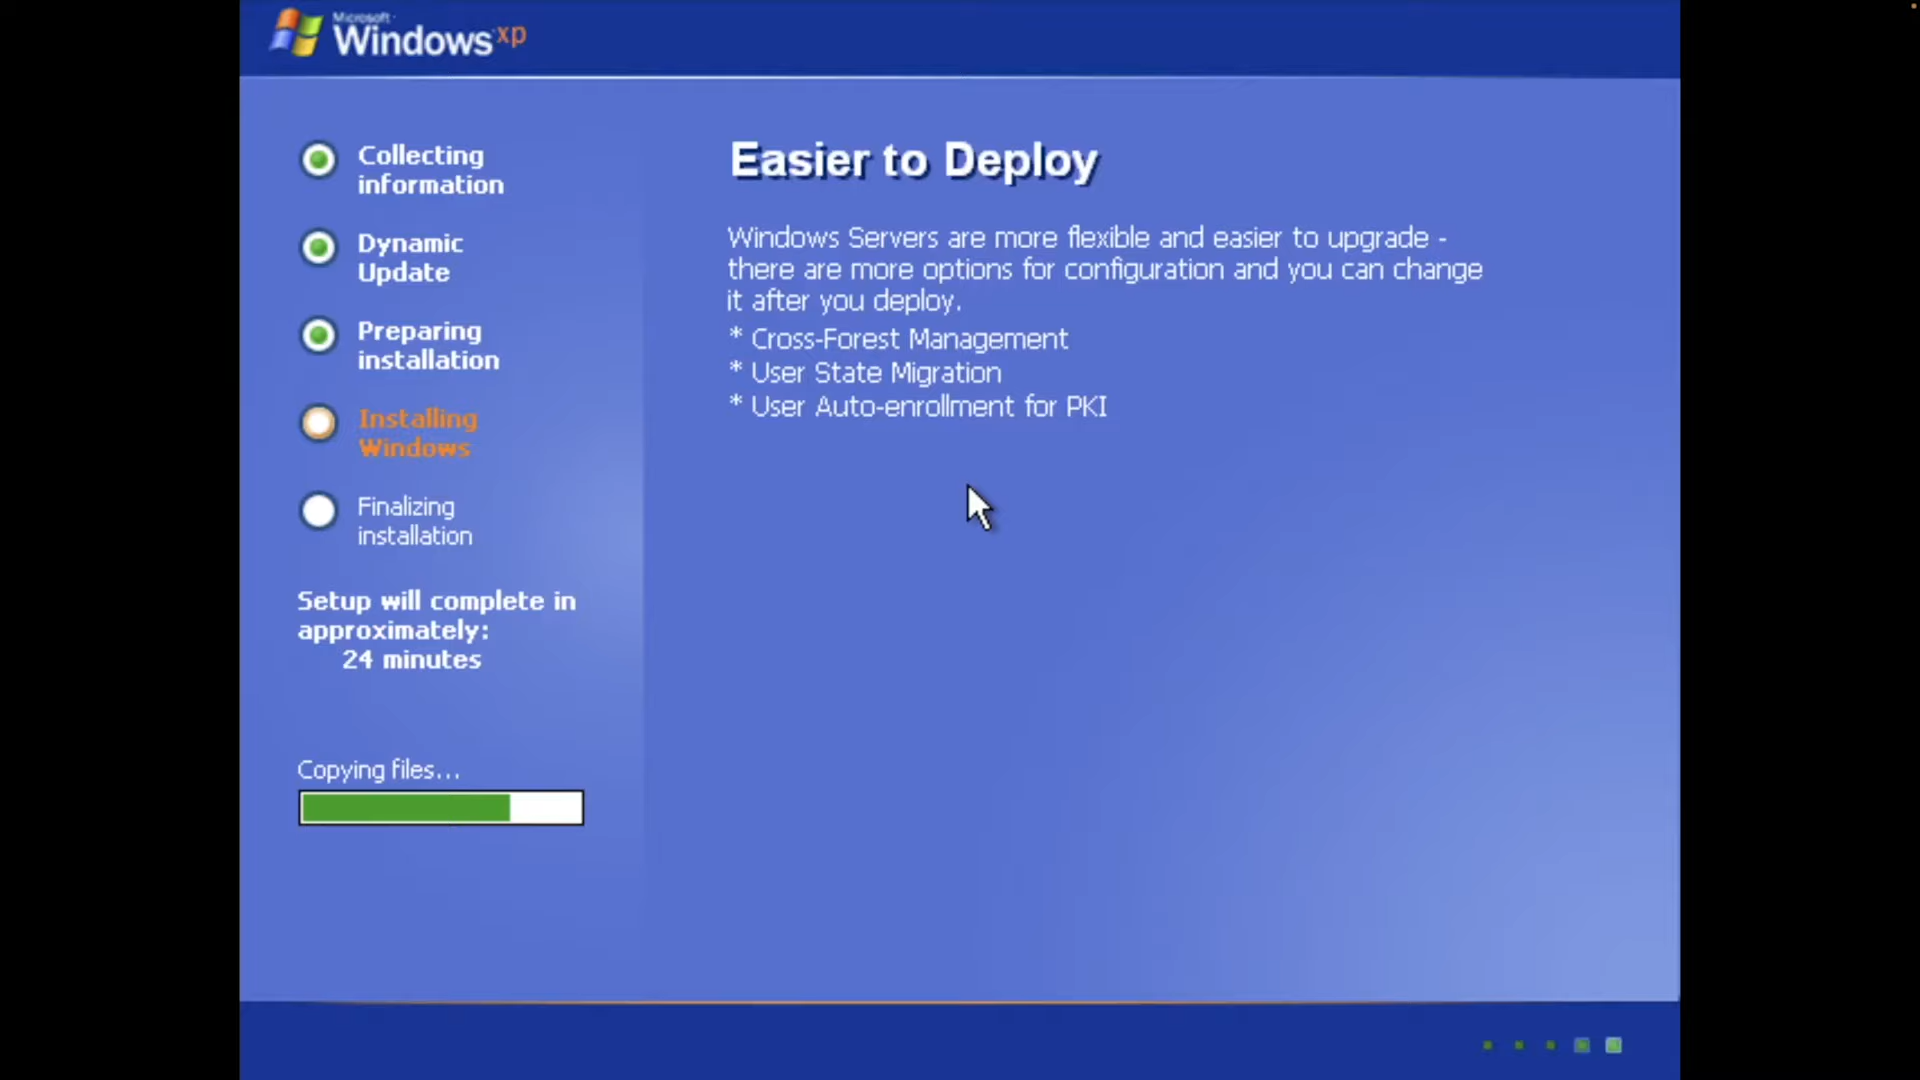 Microsoft
Windows xp
Collecting
information
Dynamic
Update
Preparing
installation
Installing
Windows
Finalizing
installation
Setup will complete in
approximately:
24 minutes
Copying files...
Easier to Deploy
Windows Servers are more flexible and easier to upgrade -
there are more options for configuration and you can change
it after you deploy.
* Cross-Forest Management
* User State Migration
* User Auto-enrollment for PKI